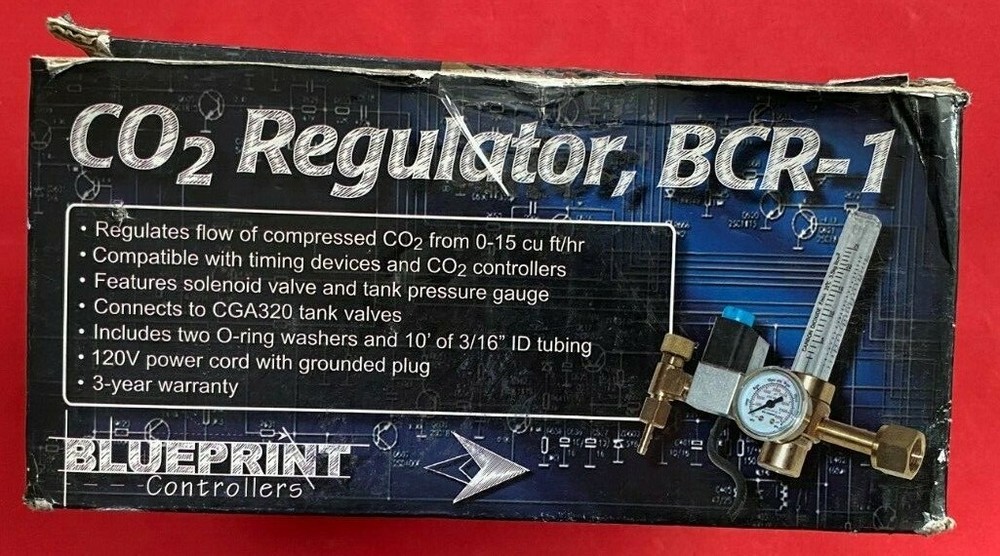 CO₂ Regulator, BCR-1
• Regulates flow of compressed CO₂ from 0-15 cu ft/hr
• Compatible with timing devices and CO₂ controllers
• Features solenoid valve and tank pressure gauge
• Connects to CGA320 tank valves
• Includes two O-ring washers and 10' of 3/16" ID tubing
• 120V power cord with grounded plug
• 3-year warranty
BLUEPRINT
Controllers